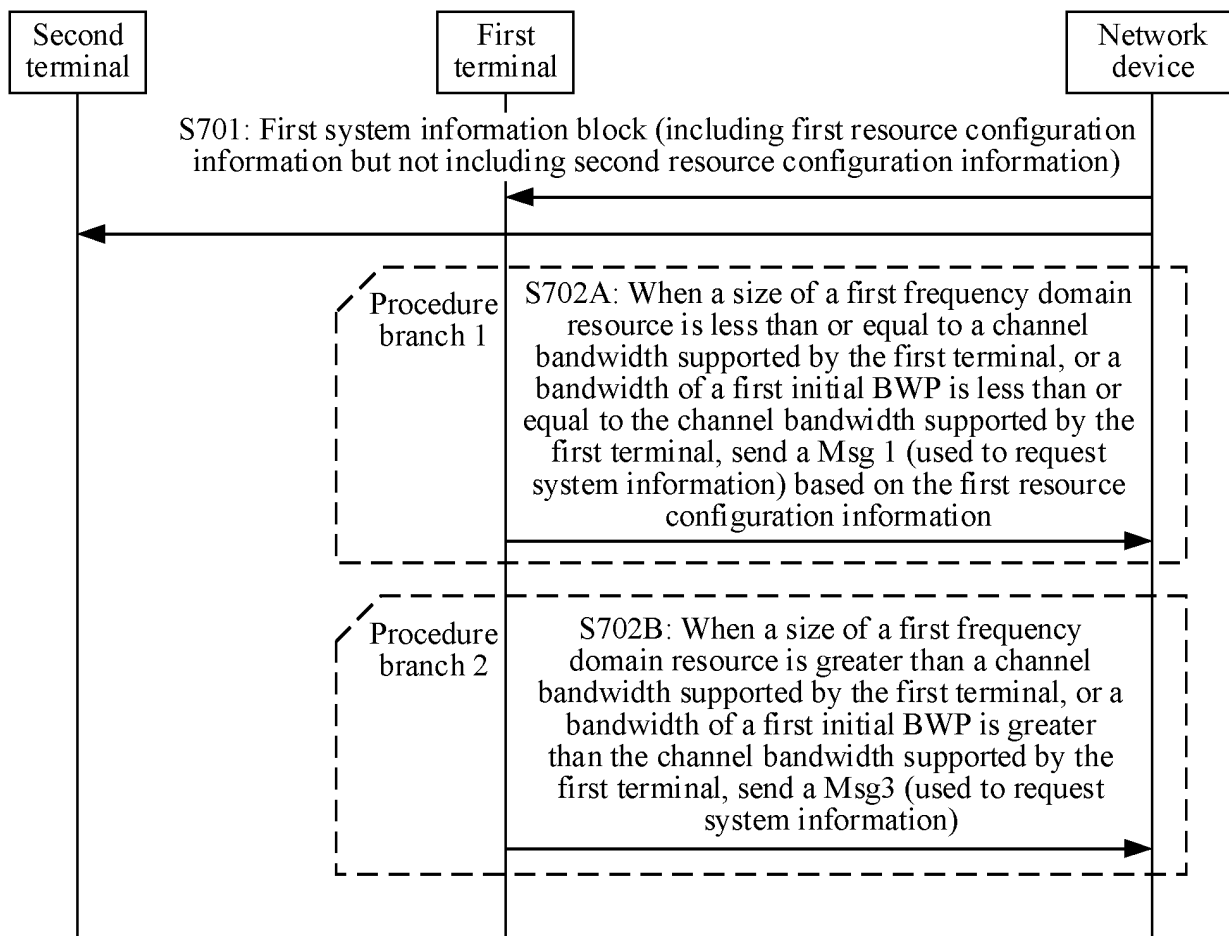 Second
terminal
First
terminal
Network
device
S701: First system information block (including first resource configuration
information but not including second resource configuration information)
Procedure
branch 1
S702A: When a size of a first frequency domain
resource is less than or equal to a channel
bandwidth supported by the first terminal, or a
bandwidth of a first initial BWP is less than or
equal to the channel bandwidth supported by the
first terminal, send a Msg 1 (used to request
system information) based on the first resource
configuration information
Procedure
branch 2
S702B: When a size of a first frequency
domain resource is greater than a channel
bandwidth supported by the first terminal, or a
bandwidth of a first initial BWP is greater
than the channel bandwidth supported by the
first terminal, send a Msg3 (used to request
system information)